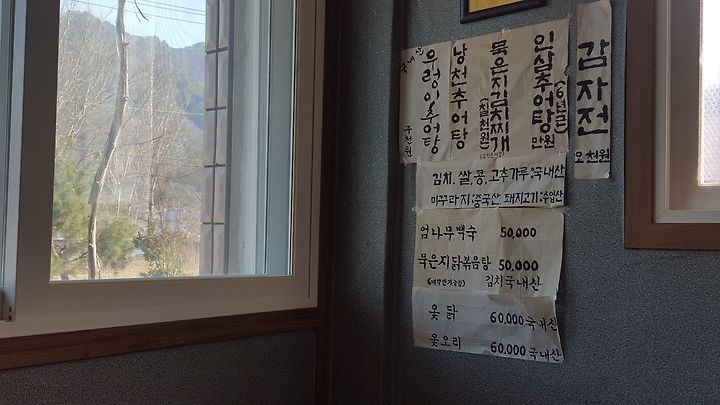 국내산
우렁이추어탕
구천원
낭천추어탕
묵은지김치찌개
(칠천원)
인삼추어탕
(6년근)
만원
감자전
오천원
김치, 쌀, 콩, 고추가루:국내산
미꾸라지:중국산, 돼지고기:수입산
엄나무백숙 50,000
묵은지닭볶음탕 50,000
김치국내산
옻닭 60,000 국내산
옻오리 60,000 국내산